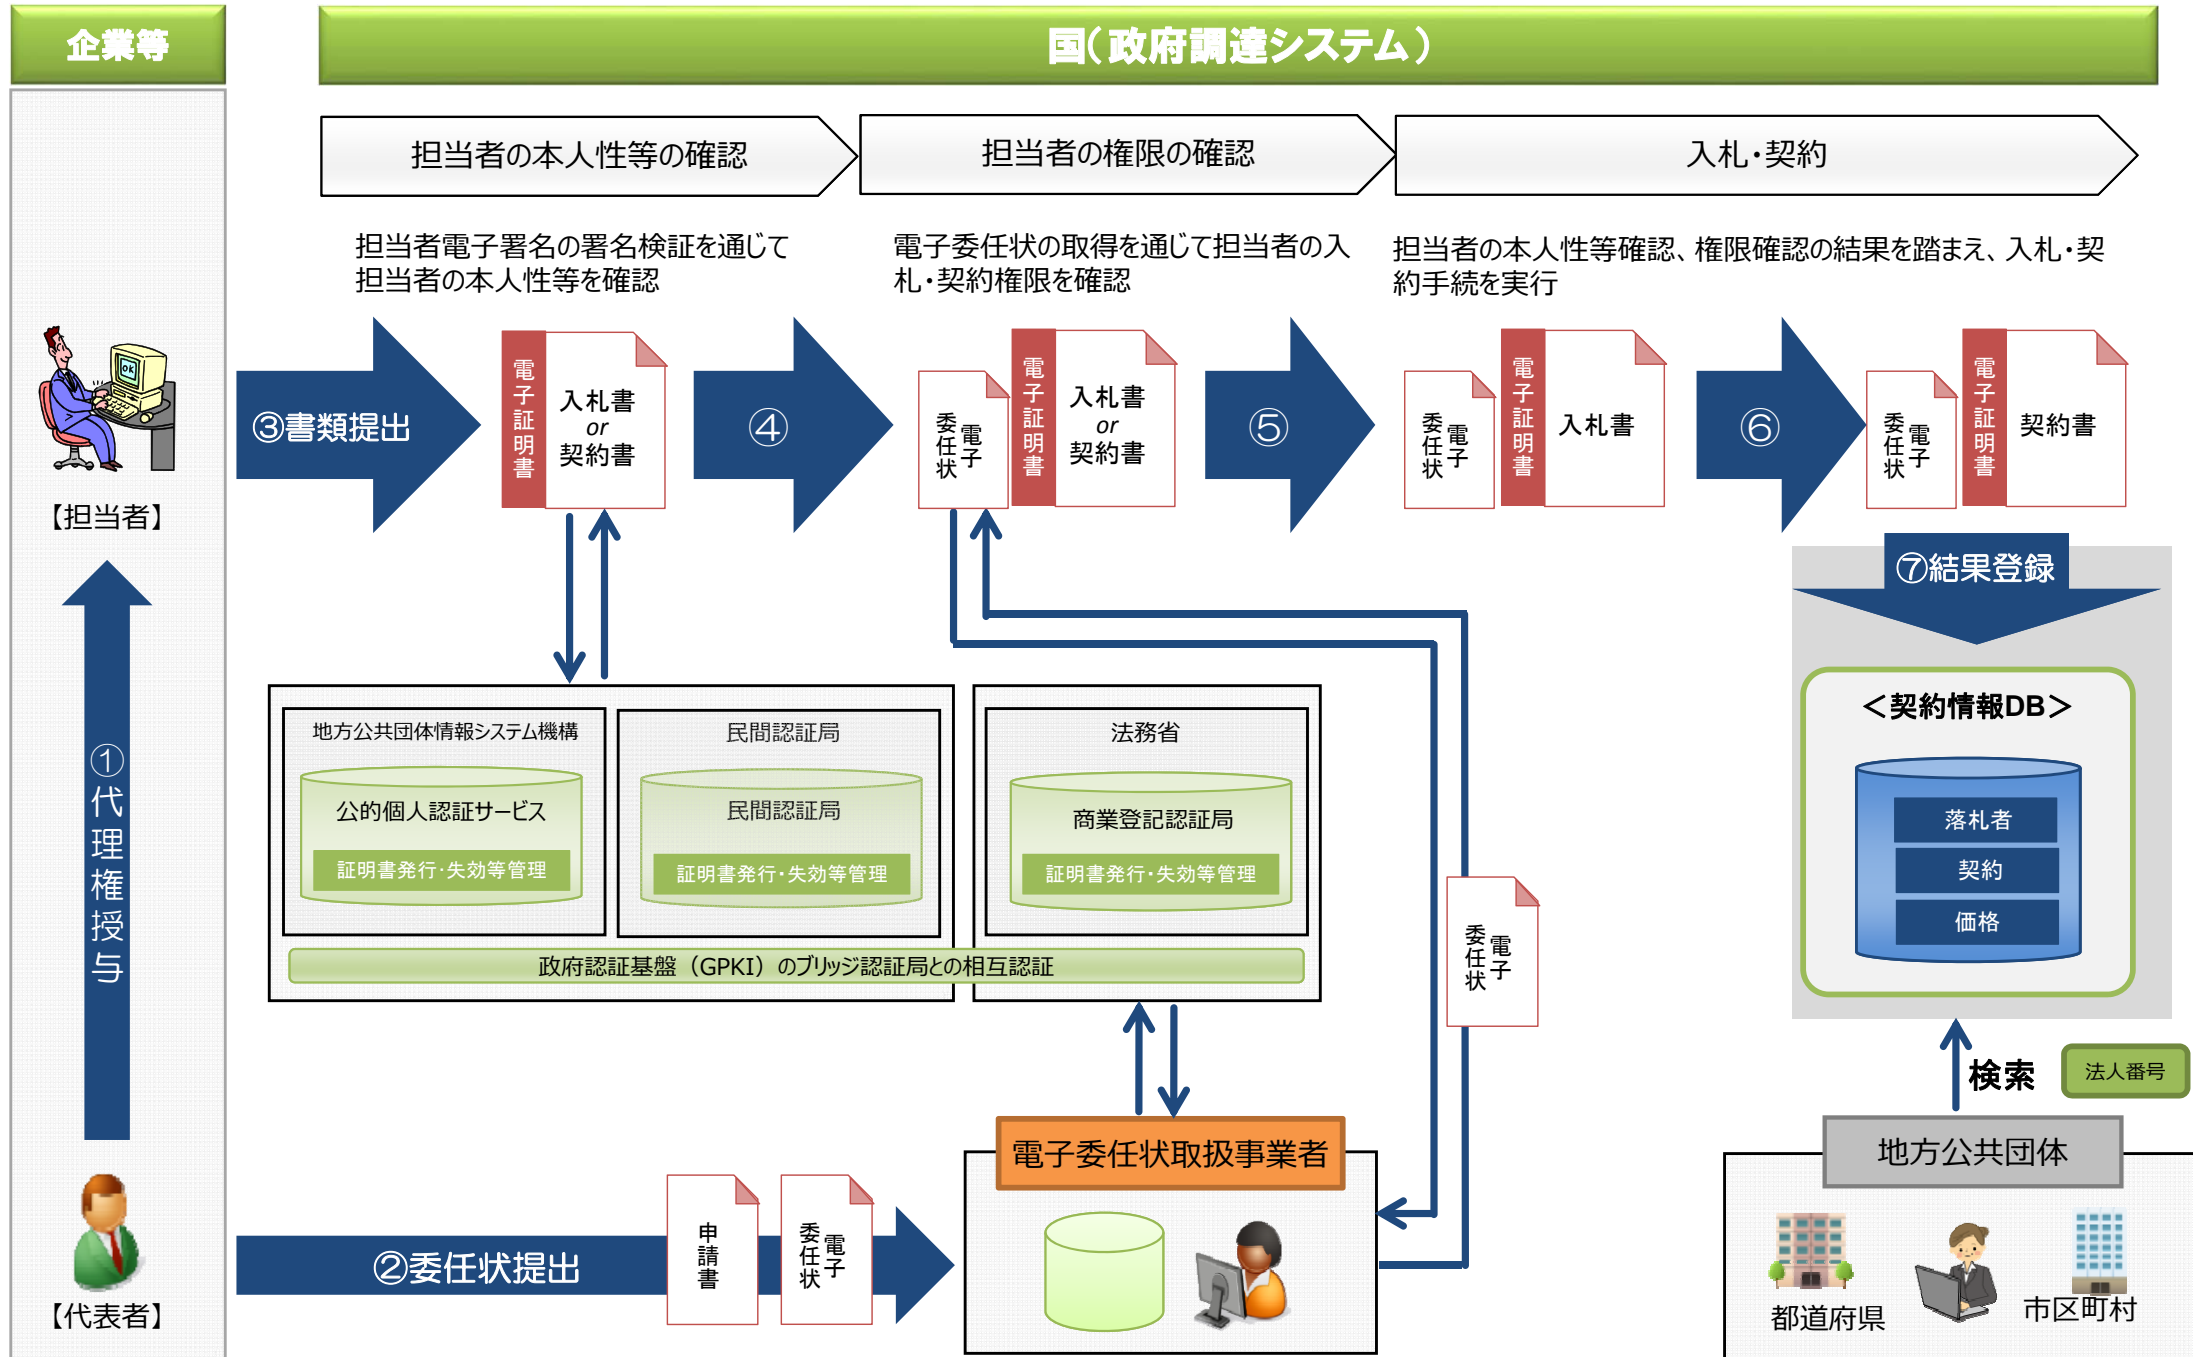 企業等
国（政府調達システム）
担当者の本人性等の確認
担当者の権限の確認
入札・契約
担当者電子署名の署名検証を通じて
担当者の本人性等を確認
電子委任状の取得を通じて担当者の入
札・契約権限を確認
担当者の本人性等確認、権限確認の結果を踏まえ、入札・契
約手続を実行
OK
【担当者】
③書類提出
電子証明書
入札書
or
契約書
④
電子
委任状
電子証明書
入札書
or
契約書
⑤
電子
委任状
電子証明書
入札書
⑥
電子
委任状
電子証明書
契約書
⑦結果登録
①代理権授与
地方公共団体情報システム機構
公的個人認証サービス
証明書発行・失効等管理
民間認証局
民間認証局
証明書発行・失効等管理
法務省
商業登記認証局
証明書発行・失効等管理
政府認証基盤（GPKI）のブリッジ認証局との相互認証
電子
委任状
＜契約情報DB＞
落札者
契約
価格
検索
法人番号
【代表者】
②委任状提出
申請書
電子
委任状
電子委任状取扱事業者
地方公共団体
都道府県
市区町村